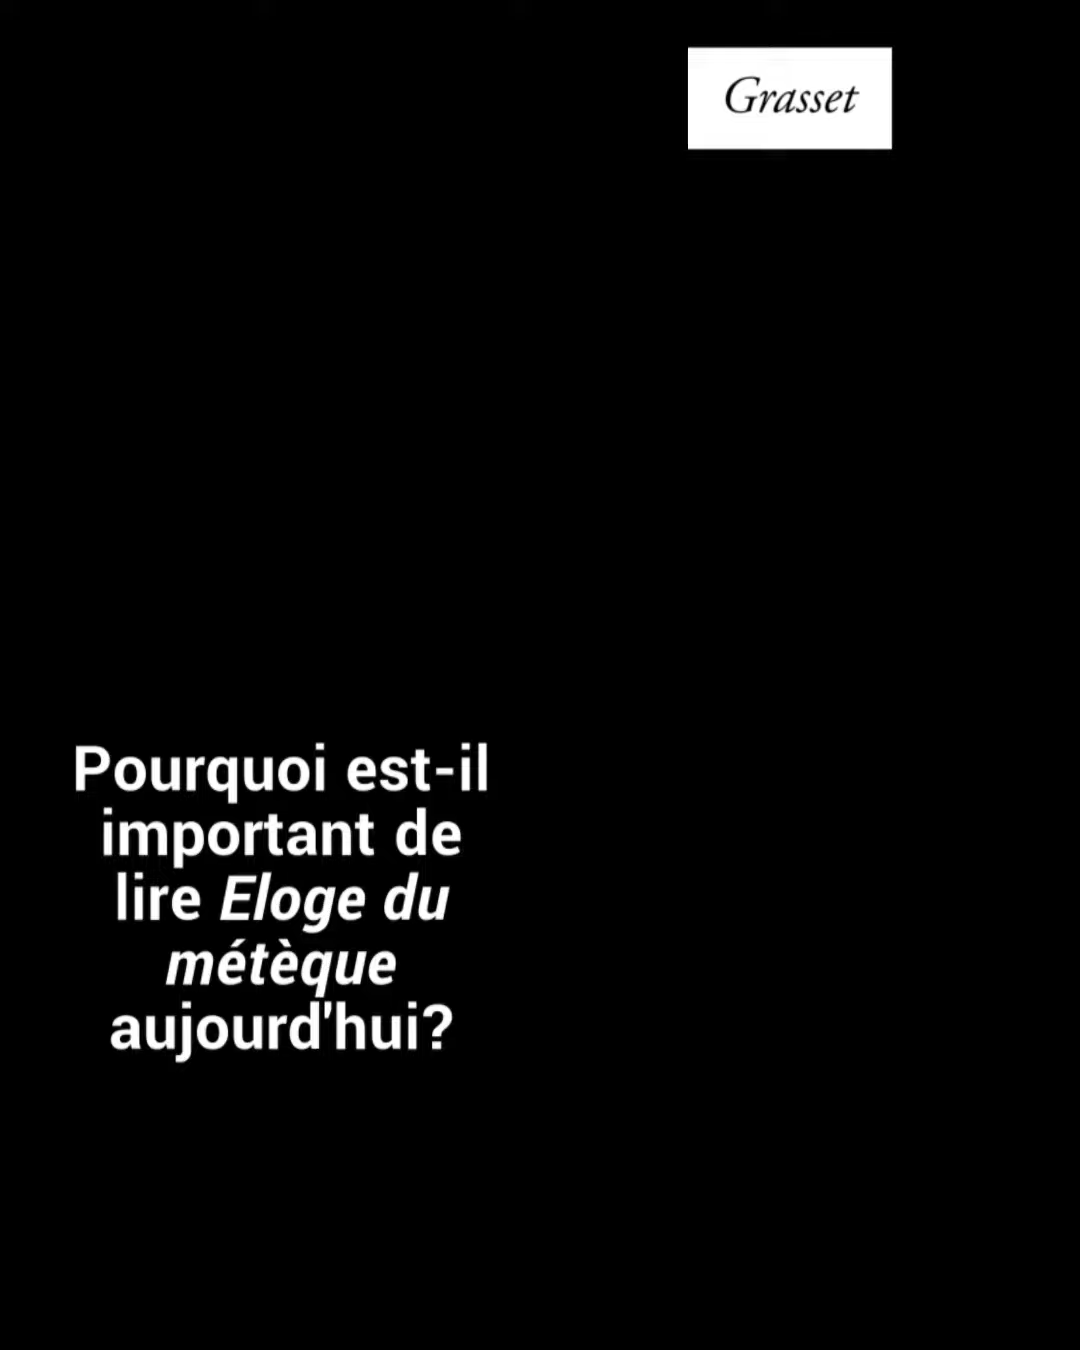 Grasset
Pourquoi est-il
important de
lire Eloge du
métèque
aujourd'hui?